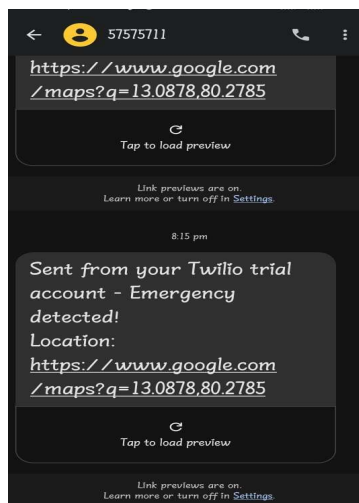 57575711
https://www.google.com
/maps?q=13.0878,80.2785
Tap to load preview
Link previews are on.
Learn more or turn off in Settings.
8:15 pm
Sent from your Twilio trial
account - Emergency
detected!
Location:
https://www.google.com
/maps?q=13.0878,80.2785
Tap to load preview
Link previews are on.
Learn more or turn off in Settings.